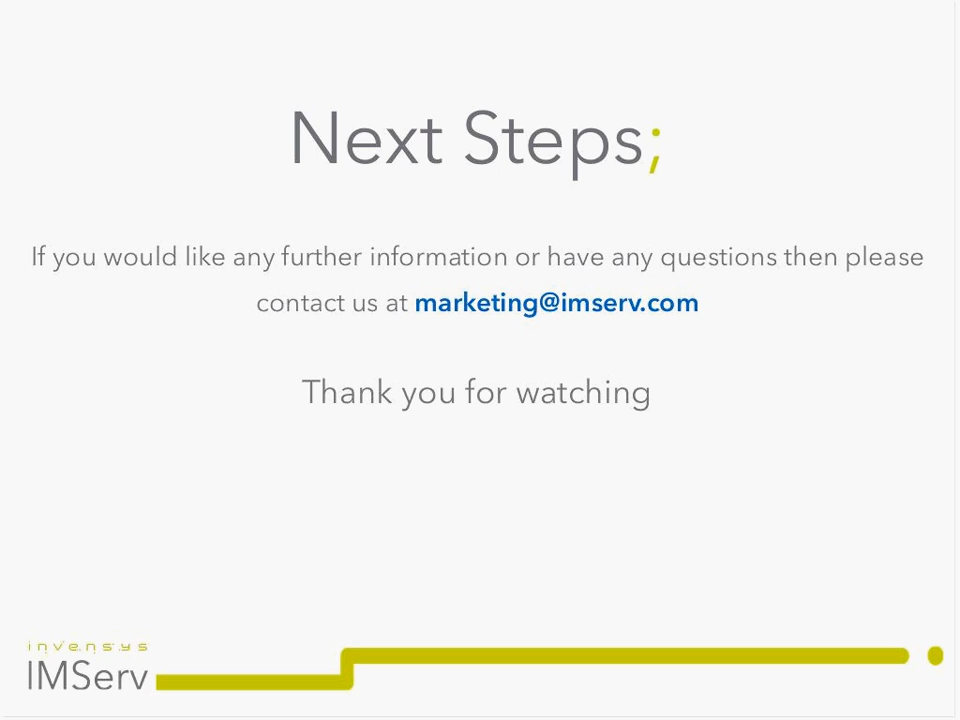 Next Steps;
If you would like any further information or have any questions then please
contact us at marketing@imserv.com
Thank you for watching
invensys
IMServ